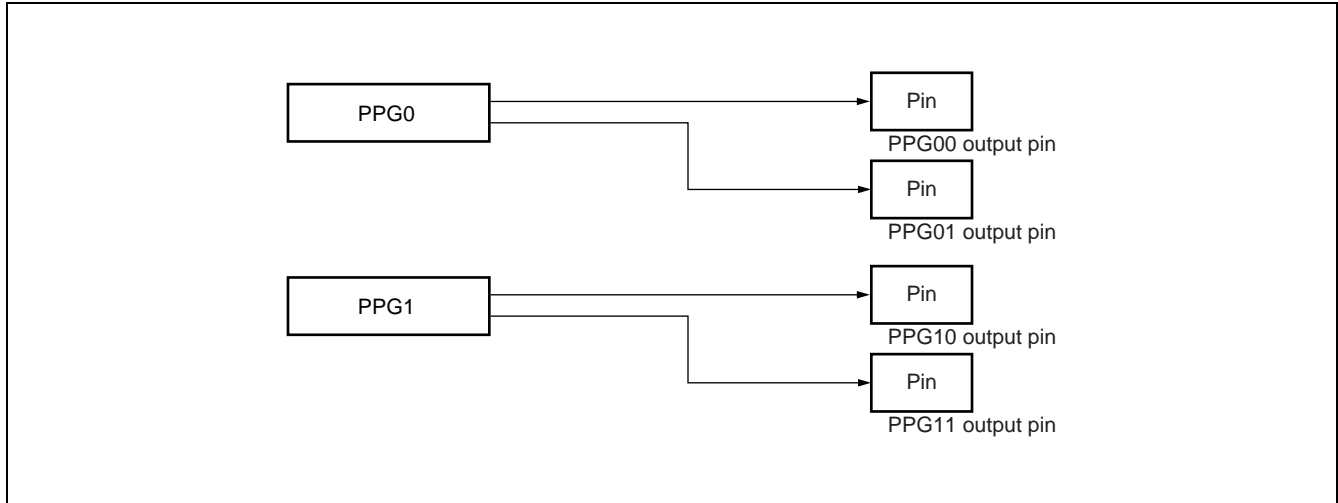 PPG0
Pin
PPG00 output pin
Pin
PPG01 output pin
PPG1
Pin
PPG10 output pin
Pin
PPG11 output pin